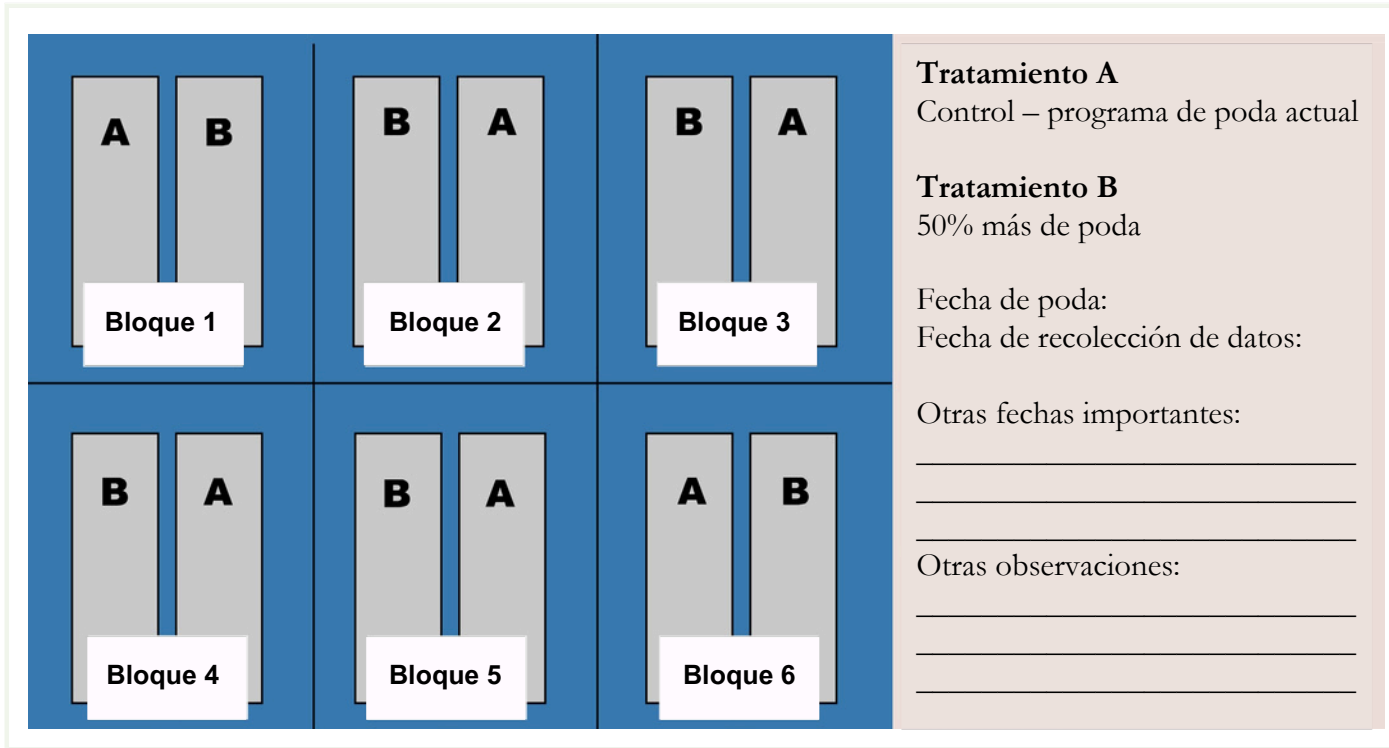 A B
Bloque 1
B A
Bloque 2
B A
Bloque 3
B A
Bloque 4
B A
Bloque 5
A B
Bloque 6
Tratamiento A
Control – programa de poda actual
Tratamiento B
50% más de poda
Fecha de poda:
Fecha de recolección de datos:
Otras fechas importantes:
Otras observaciones: